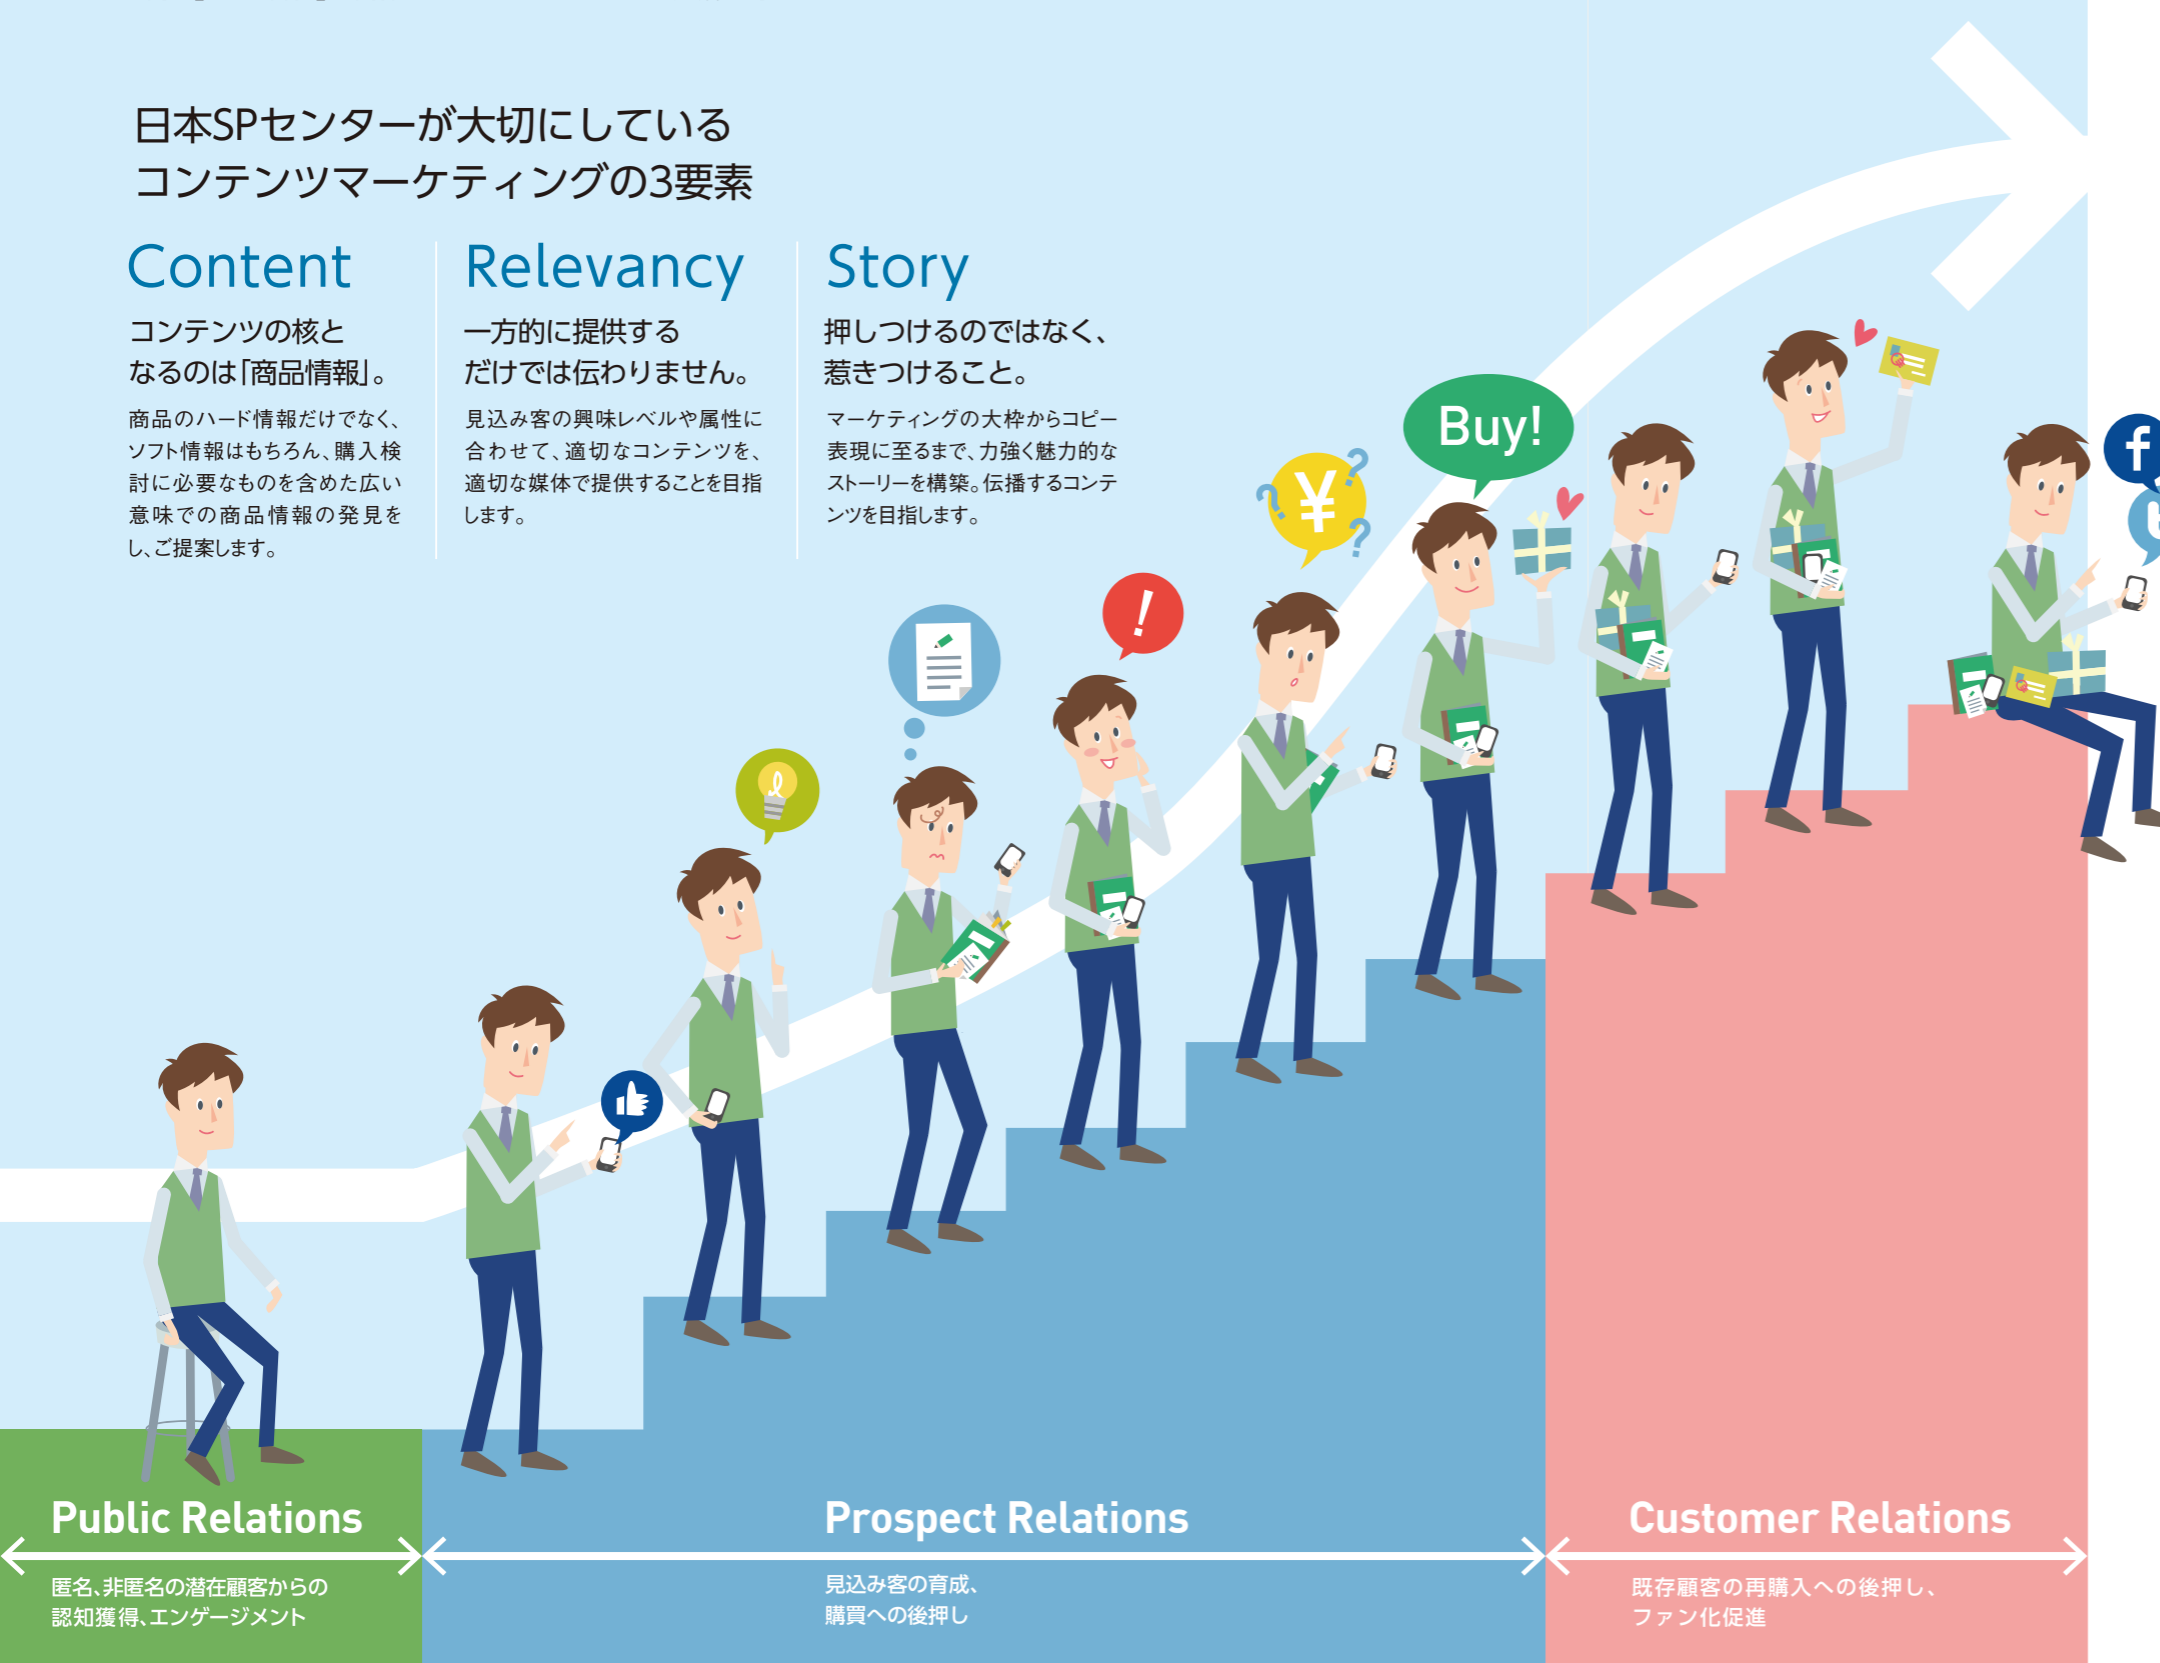 日本SPセンターが大切にしている
コンテンツマーケティングの3要素
Content
コンテンツの核と
なるのは「商品情報」。
商品のハード情報だけでなく、
ソフト情報はもちろん、購入検
討に必要なものを含めた広い
意味での商品情報の発見を
し、ご提案します。
Relevancy
一方的に提供する
だけでは伝わりません。
見込み客の興味レベルや属性に
合わせて、適切なコンテンツを、
適切な媒体で提供することを目指
します。
Story
押しつけるのではなく、
惹きつけること。
マーケティングの大枠からコピー
表現に至るまで、力強く魅力的な
ストーリーを構築。伝播するコンテ
ンツを目指します。
!
? ¥ ? ?
Buy!
f
Public Relations
匿名、非匿名の潜在顧客からの
認知獲得、エンゲージメント
Prospect Relations
見込み客の育成、
購買への後押し
Customer Relations
既存顧客の再購入への後押し、
ファン化促進